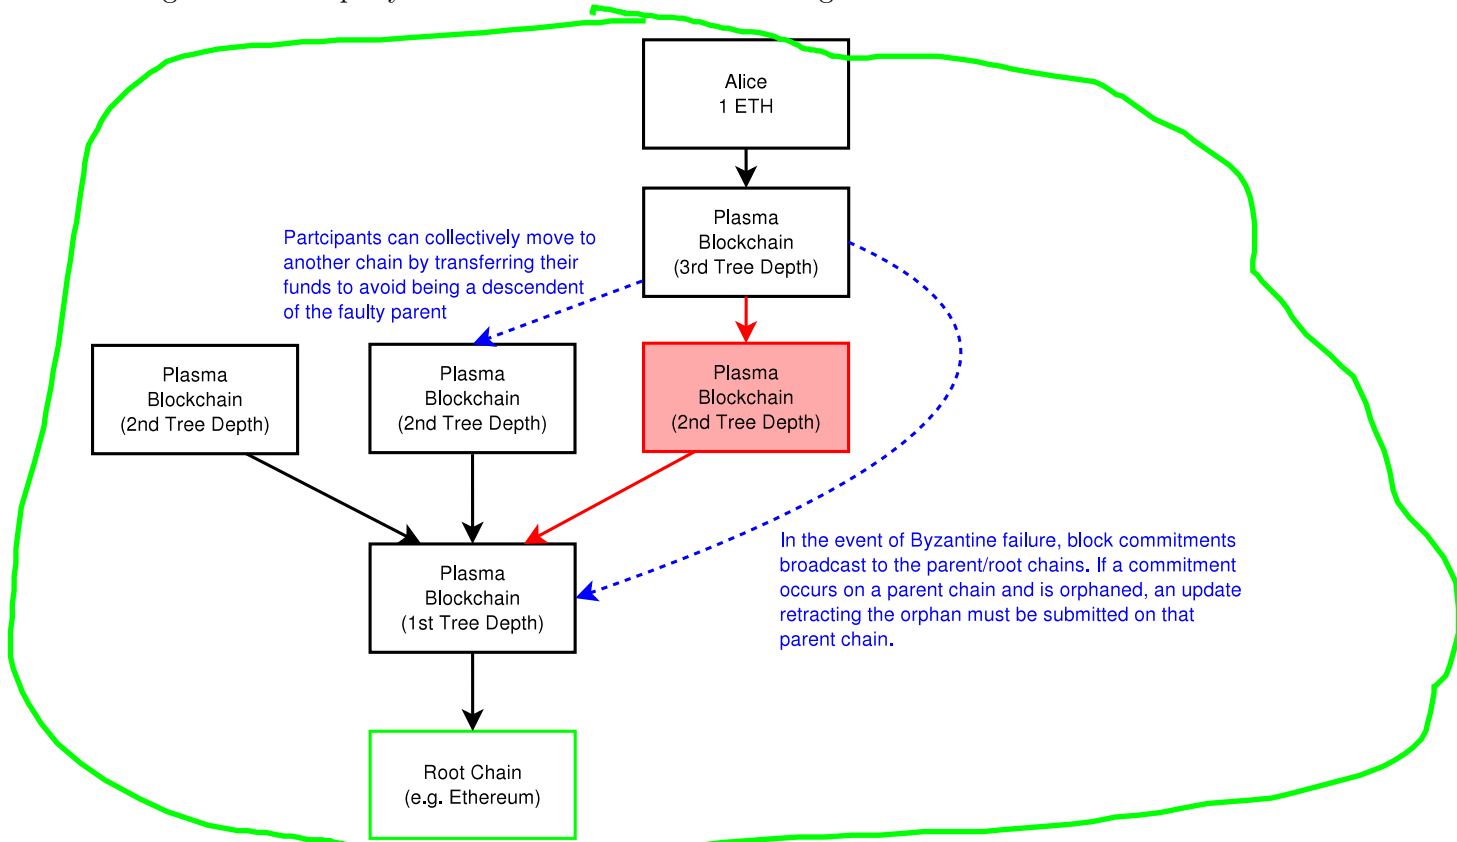 Alice
1 ETH
Plasma
Blockchain
(3rd Tree Depth)
Partcipants can collectively move to
another chain by transferring their
funds to avoid being a descendent
of the faulty parent
Plasma
Blockchain
(2nd Tree Depth)
Plasma
Blockchain
(2nd Tree Depth)
Plasma
Blockchain
(2nd Tree Depth)
In the event of Byzantine failure, block commitments
broadcast to the parent/root chains. If a commitment
occurs on a parent chain and is orphaned, an update
retracting the orphan must be submitted on that
parent chain.
Plasma
Blockchain
(1st Tree Depth)
Root Chain
(e.g. Ethereum)